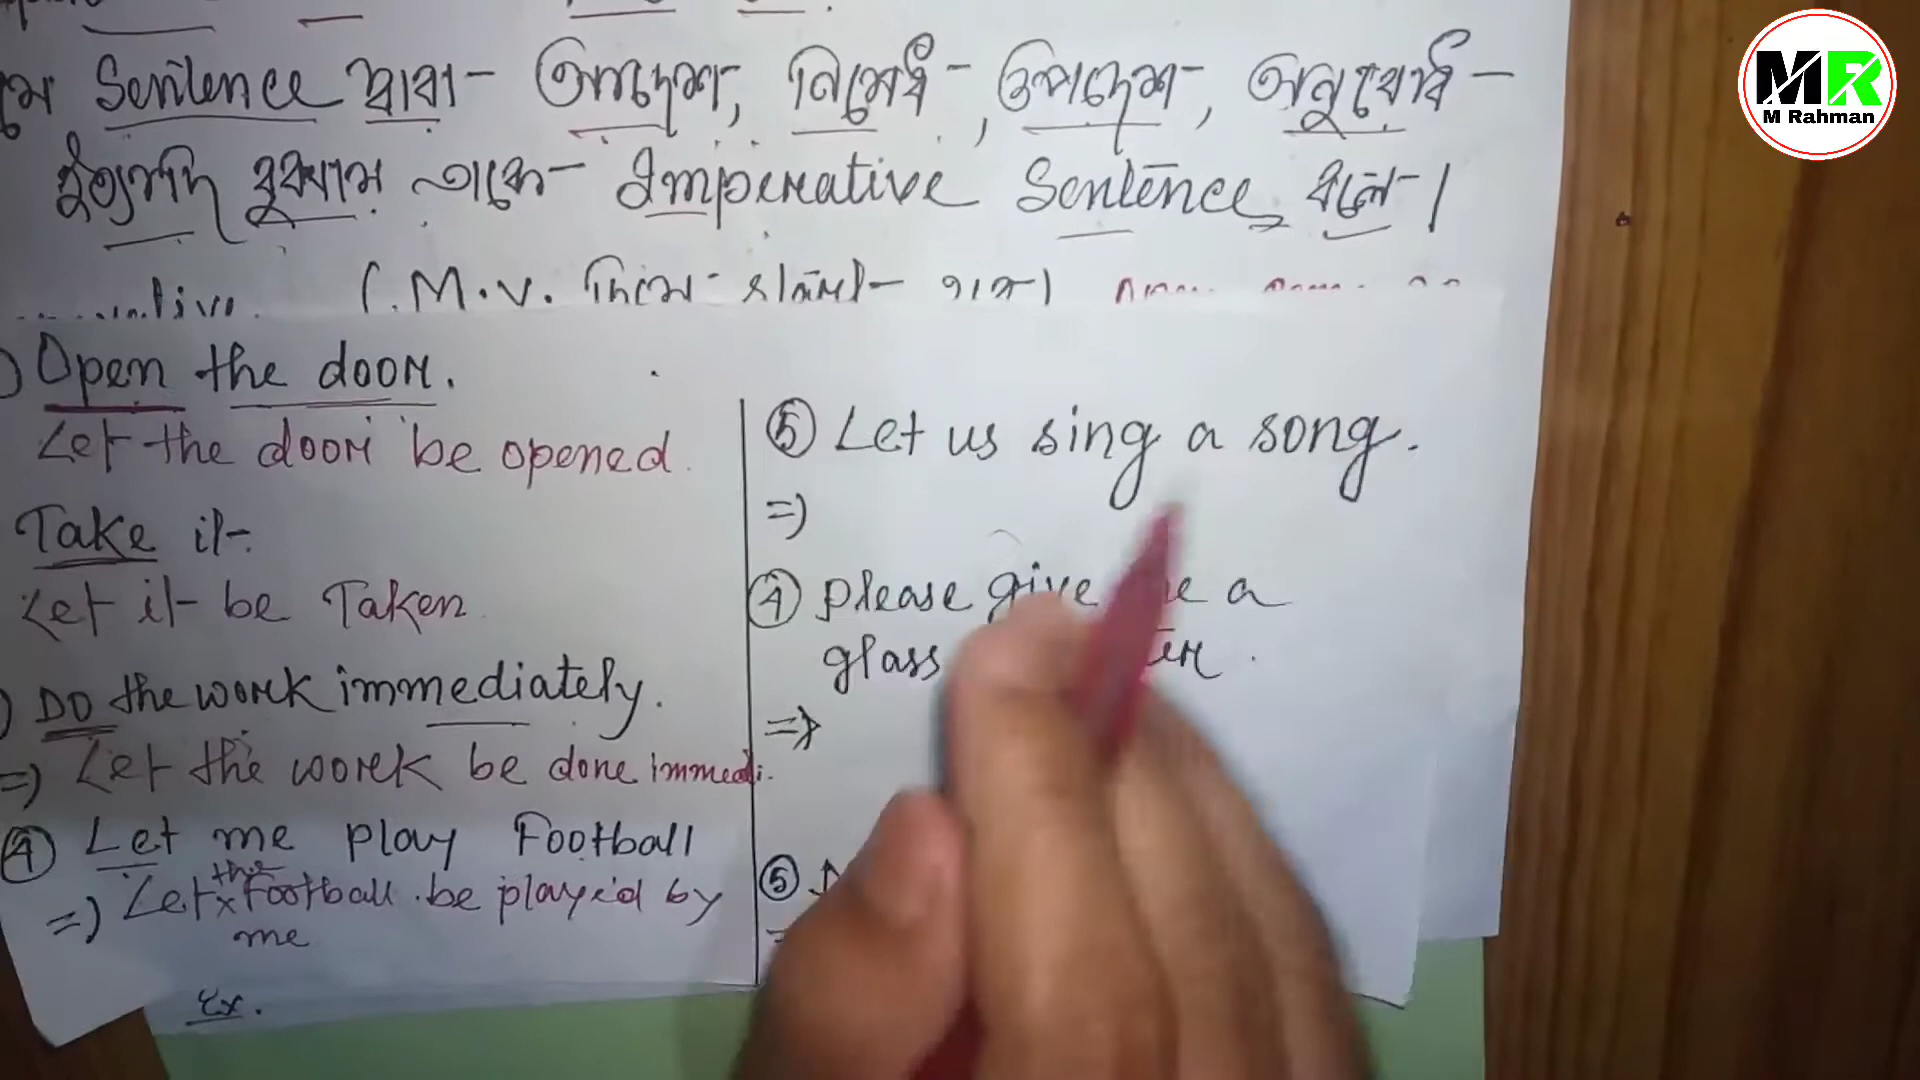 Sentence দ্বারা - আদেশ, নিষেধ -, উপদেশ -, অনুরোধ -
ইত্যাদি বুঝায় তাকে - Imperative Sentence বলে - ।
( M.V. দিয়ে
Open the door.
Let the door be opened.
Take it.
Let it be Taken
Do the work immediately.
=) Let the work be done immedi.
④ Let me play Football
the
=) Let x Football be played by
me
Ex.
⑤ Let us sing a song.
=)
④ please give a
glass
=>
⑤
MR
M Rahman